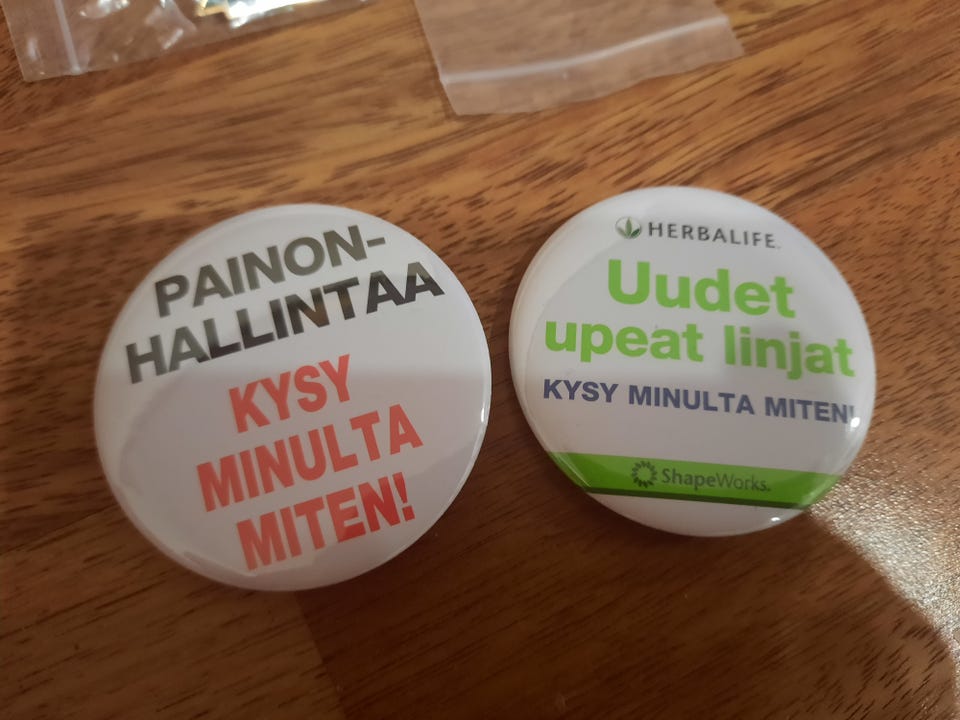 PAINON-
HALLINTAA
KYSY
MINULTA
MITEN!
HERBALIFE.
Uudet
upeat linjat
KYSY MINULTA MITEN!
ShapeWorks.